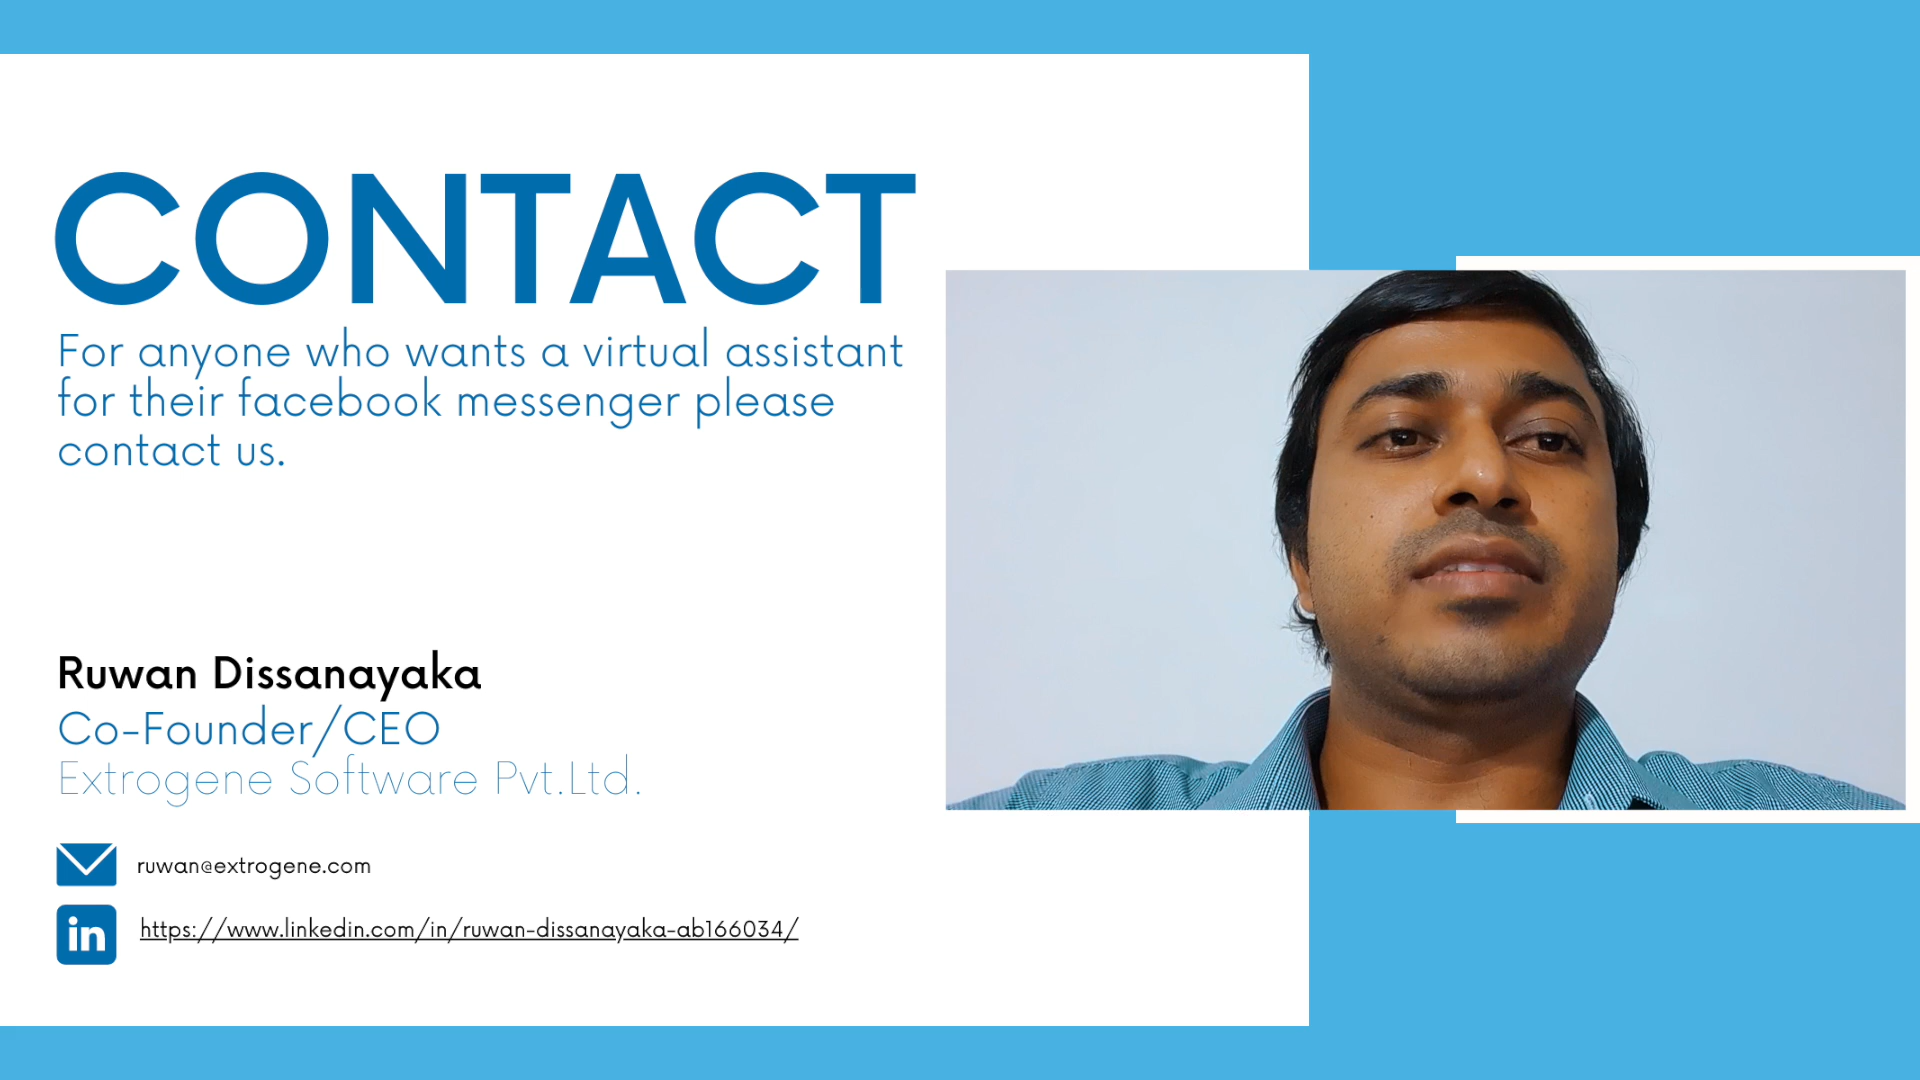 CONTACT
For anyone who wants a virtual assistant
for their facebook messenger please
contact us.
Ruwan Dissanayaka
Co-Founder/CEO
Extrogene Software Pvt.Ltd.
ruwan@extrogene.com
in
https://www.linkedin.com/in/ruwan-dissanayaka-ab166034/